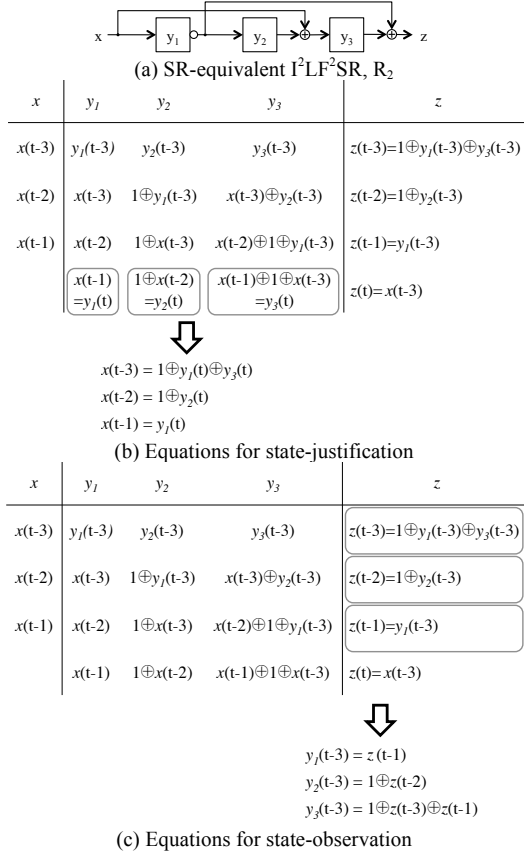 x y₁ y₂ ⊕ y₃ ⊕ z
(a) SR-equivalent I²LF²SR, R₂
x y₁ y₂ y₃ z
x(t-3) y₁(t-3) y₂(t-3) y₃(t-3) z(t-3)=1⊕y₁(t-3)⊕y₃(t-3)
x(t-2) x(t-3) 1⊕y₁(t-3) x(t-3)⊕y₂(t-3) z(t-2)=1⊕y₂(t-3)
x(t-1) x(t-2) 1⊕x(t-3) x(t-2)⊕1⊕y₁(t-3) z(t-1)=y₁(t-3)
x(t-1) 1⊕x(t-2) x(t-1)⊕1⊕x(t-3) z(t)=x(t-3)
=y₁(t) =y₂(t) =y₃(t)
x(t-3) = 1⊕y₁(t)⊕y₃(t)
x(t-2) = 1⊕y₂(t)
x(t-1) = y₁(t)
(b) Equations for state-justification
x y₁ y₂ y₃ z
x(t-3) y₁(t-3) y₂(t-3) y₃(t-3) z(t-3)=1⊕y₁(t-3)⊕y₃(t-3)
x(t-2) x(t-3) 1⊕y₁(t-3) x(t-3)⊕y₂(t-3) z(t-2)=1⊕y₂(t-3)
x(t-1) x(t-2) 1⊕x(t-3) x(t-2)⊕1⊕y₁(t-3) z(t-1)=y₁(t-3)
x(t-1) 1⊕x(t-2) x(t-1)⊕1⊕x(t-3) z(t)=x(t-3)
y₁(t-3) = z(t-1)
y₂(t-3) = 1⊕z(t-2)
y₃(t-3) = 1⊕z(t-3)⊕z(t-1)
(c) Equations for state-observation